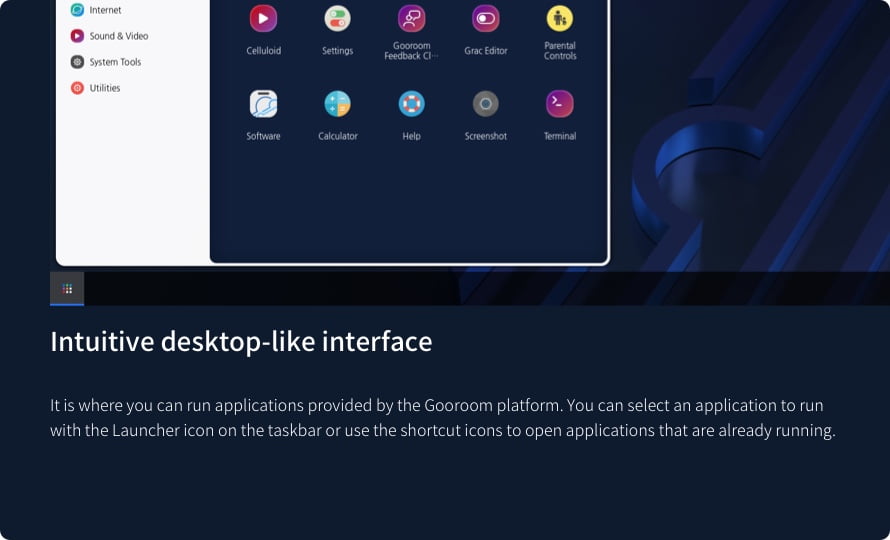 Internet
Sound & Video
System Tools
Utilities
Celluloid
Settings
Gooroom
Feedback Cl···
Grac Editor
Parental
Controls
Software
Calculator
Help
Screenshot
Terminal
Intuitive desktop-like interface
It is where you can run applications provided by the Gooroom platform. You can select an application to run
with the Launcher icon on the taskbar or use the shortcut icons to open applications that are already running.